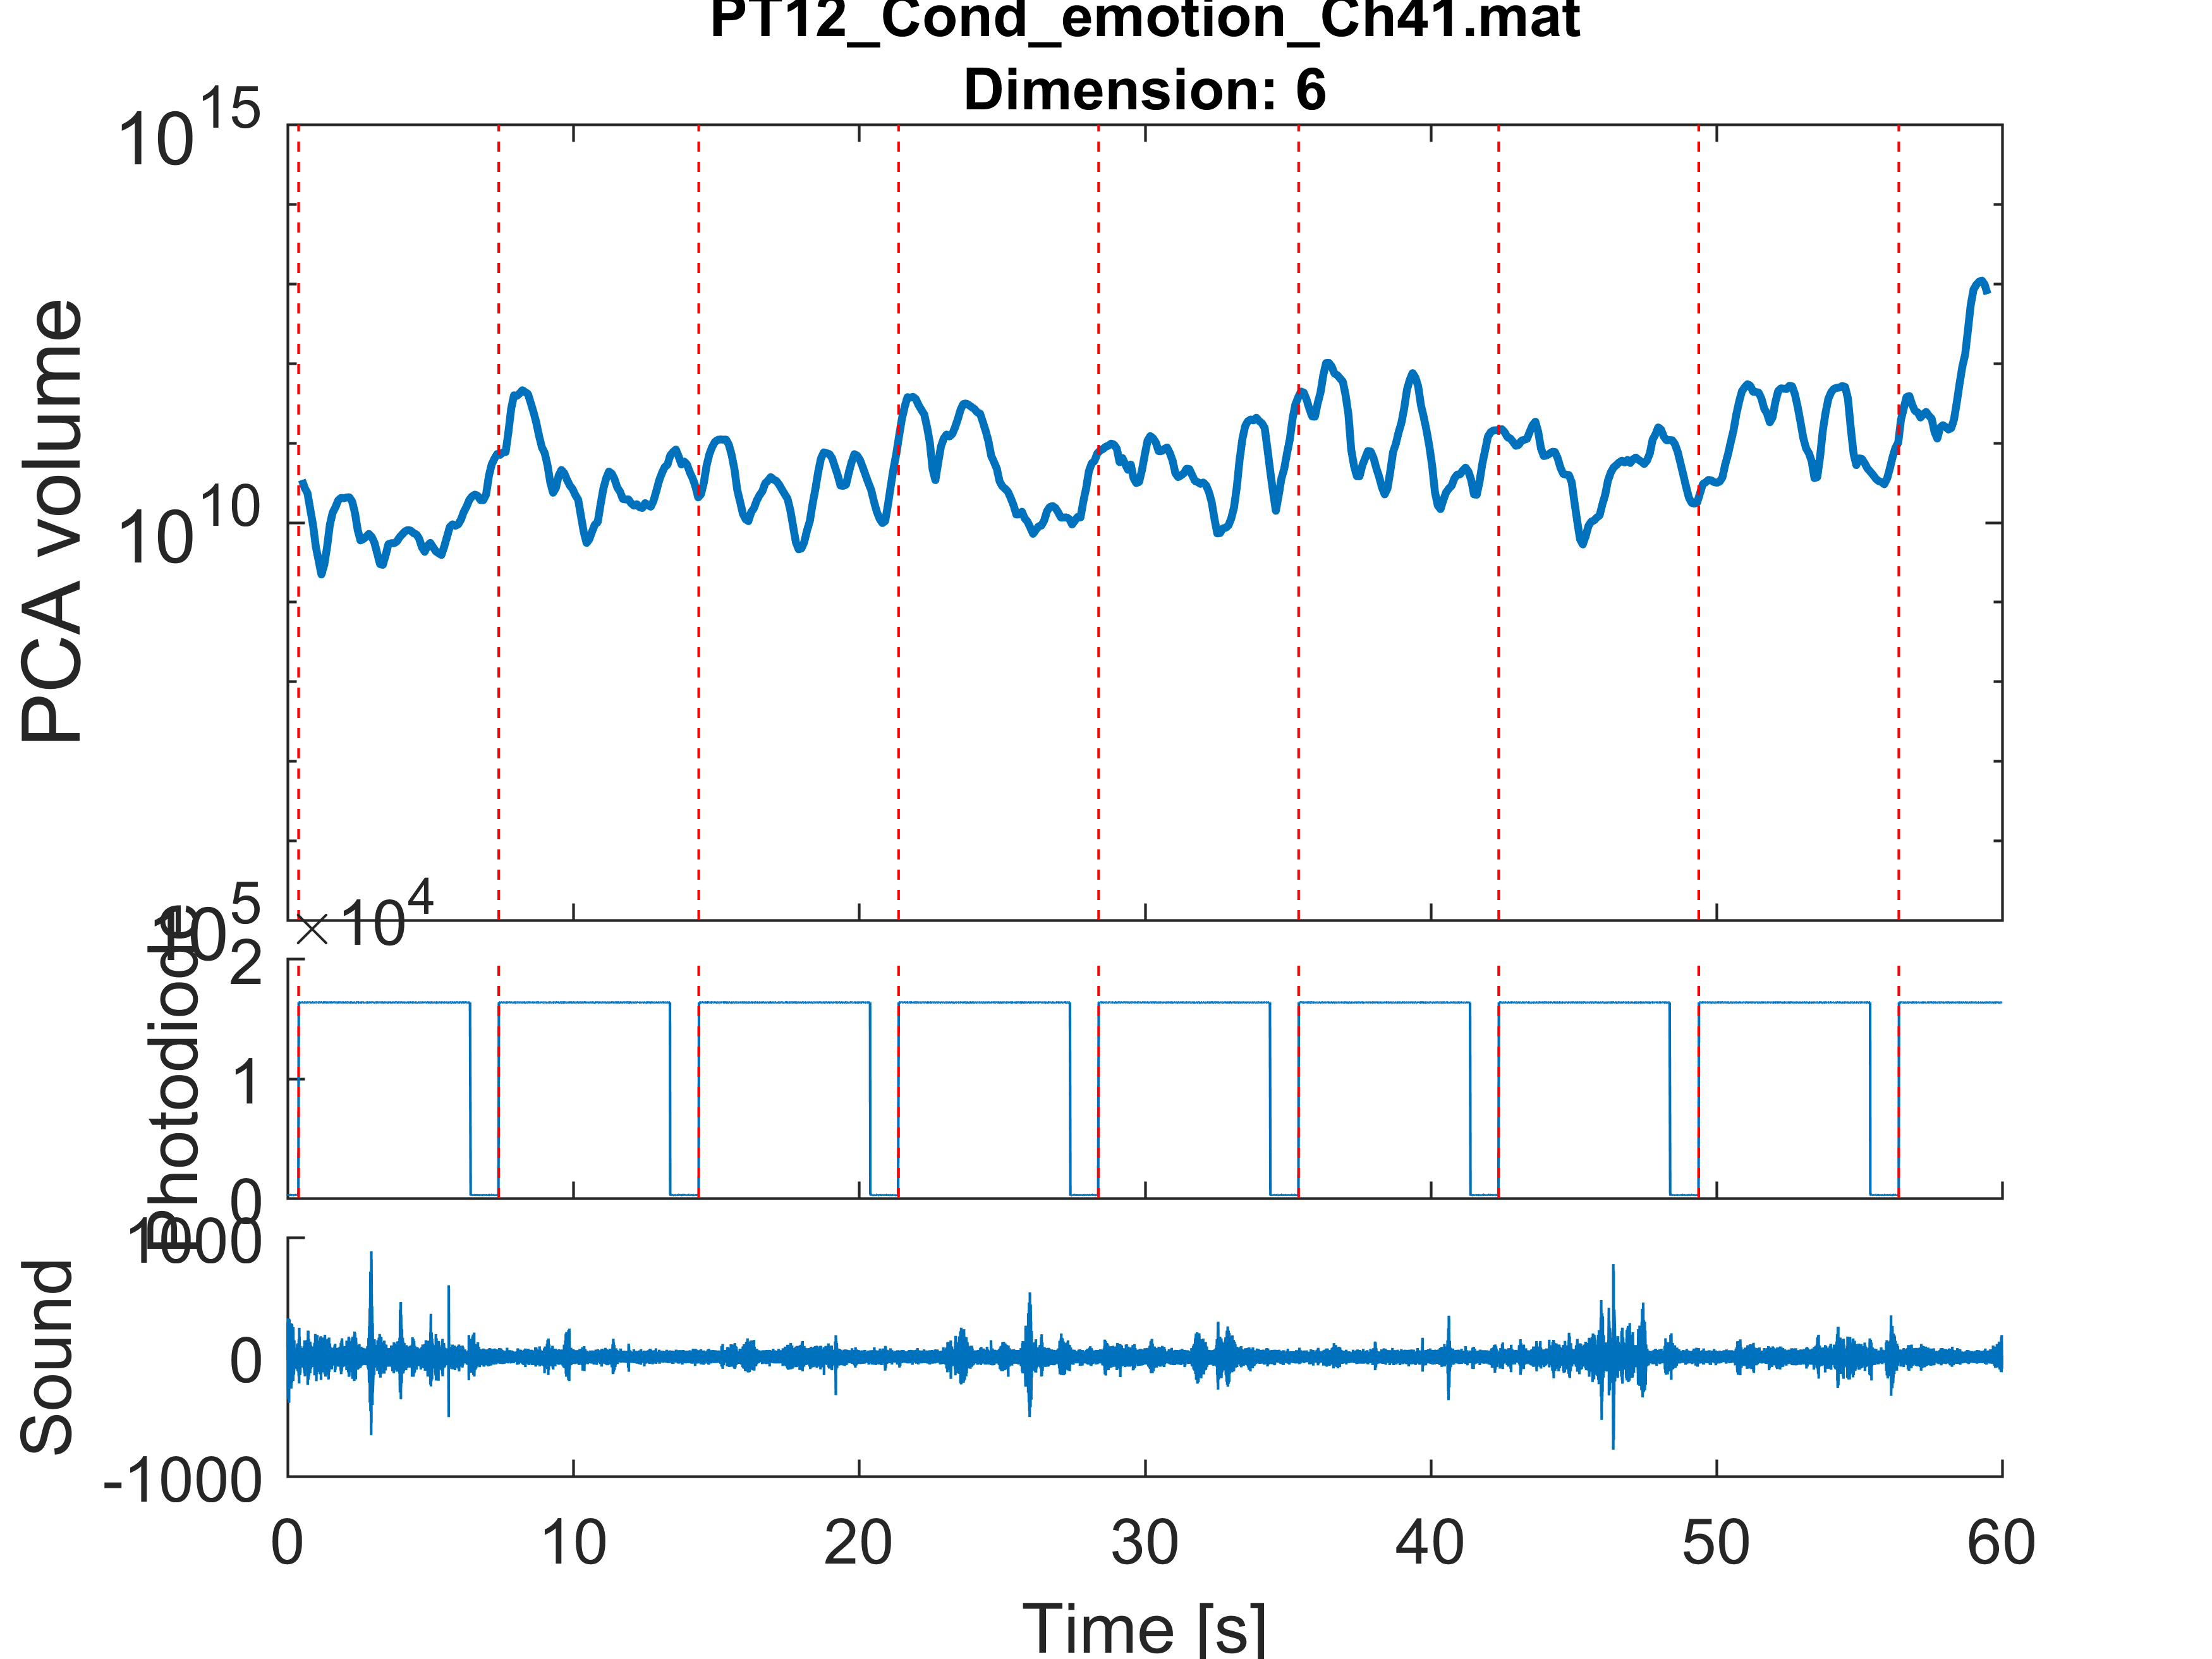 PT12_Cond_emotion_Ch41.mat
Dimension: 6
PCA volume
10^15
10^10
10^5
×10^4
Photodiode
2
1
0
Sound
1000
0
-1000
0 10 20 30 40 50 60
Time [s]